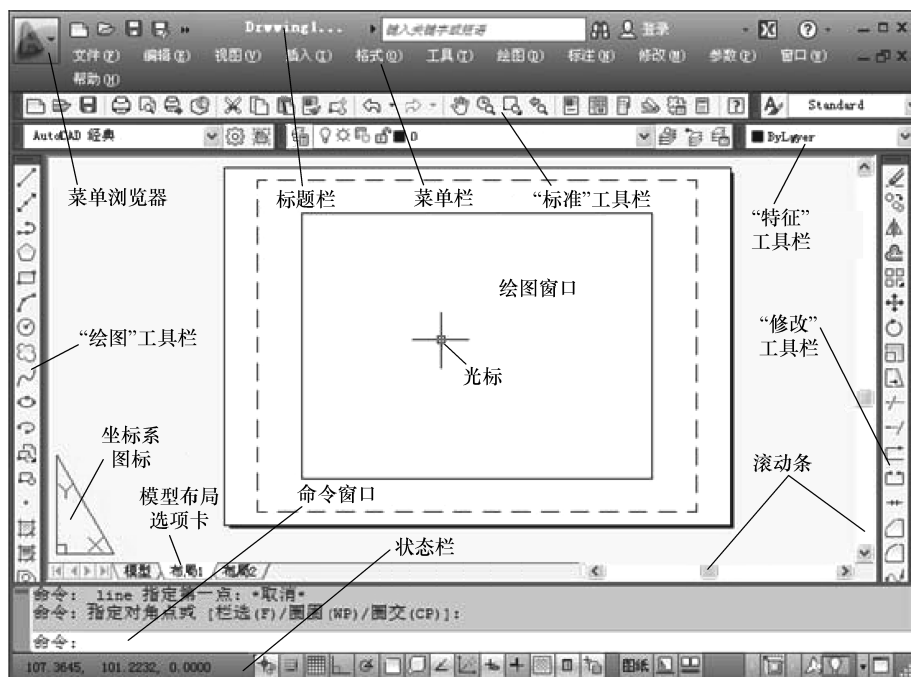 Drawing1...
键入关键字或短语
登录
文件(F) 编辑(E) 视图(V) 插入(I) 格式(O) 工具(T) 绘图(D) 标注(N) 修改(M) 参数(P) 窗口(W)
帮助(H)
Standard
AutoCAD 经典
0
ByLayer
菜单浏览器
标题栏
菜单栏
“标准”工具栏
“特征”
工具栏
绘图窗口
“绘图”工具栏
“修改”
工具栏
光标
坐标系
图标
Y
X
模型布局
选项卡
命令窗口
滚动条
状态栏
模型 布局1 布局2
命令: line 指定第一点: *取消*
命令: 指定对角点或 [栏选(F)/圈围(WP)/圈交(CP)]:
命令:
107.3645, 101.2232, 0.0000
图纸